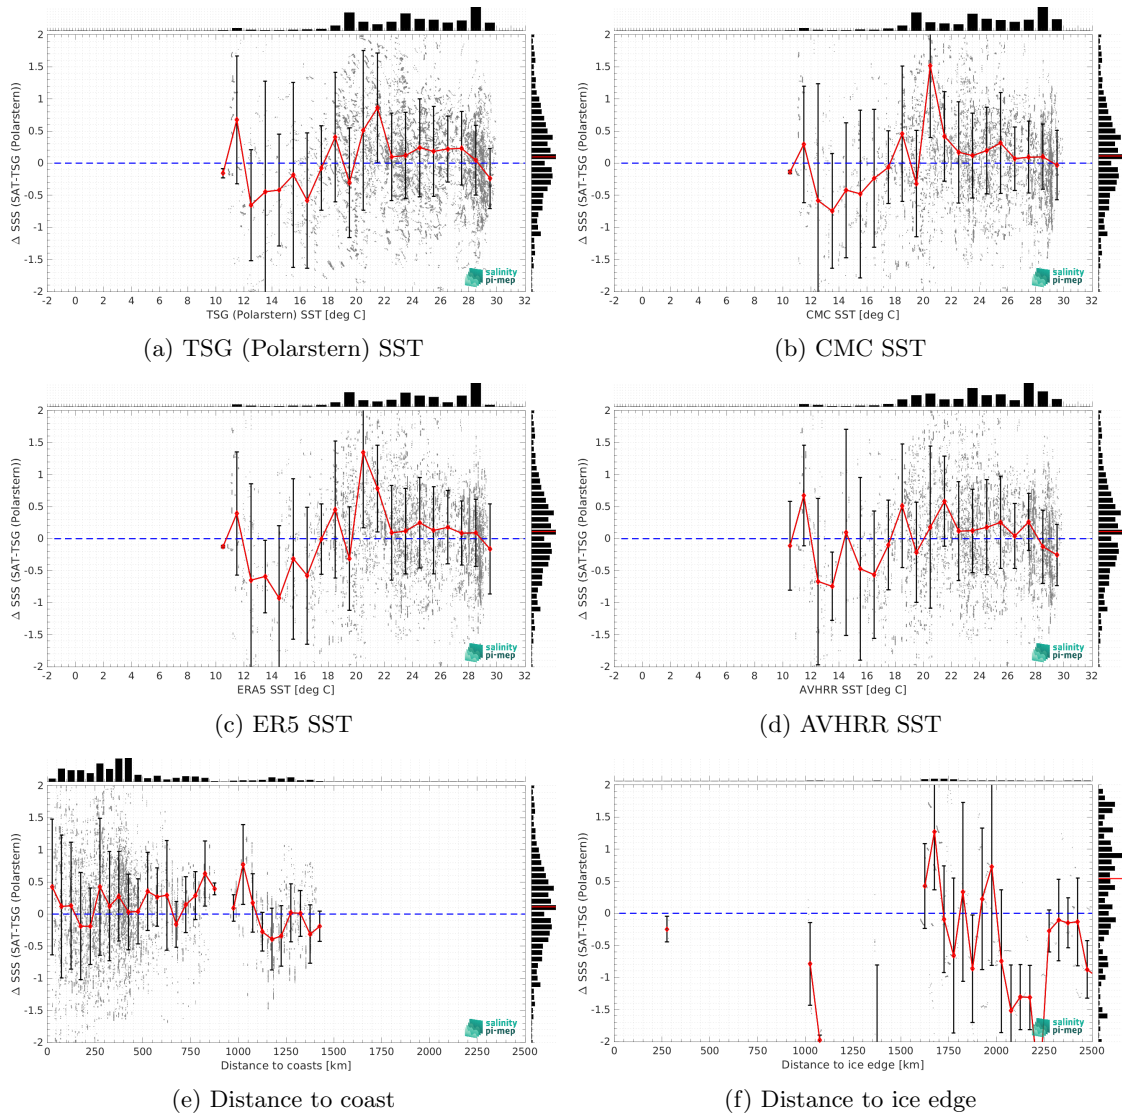 2
1.5
1
0.5
0
-0.5
-1
-1.5
-2
Δ SSS (SAT-TSG (Polarstern))
salinity
pi-mep
-2 0 2 4 6 8 10 12 14 16 18 20 22 24 26 28 30 32
TSG (Polarstern) SST [deg C]
(a) TSG (Polarstern) SST
2
1.5
1
0.5
0
-0.5
-1
-1.5
-2
Δ SSS (SAT-TSG (Polarstern))
salinity
pi-mep
-2 0 2 4 6 8 10 12 14 16 18 20 22 24 26 28 30 32
CMC SST [deg C]
(b) CMC SST
2
1.5
1
0.5
0
-0.5
-1
-1.5
-2
Δ SSS (SAT-TSG (Polarstern))
salinity
pi-mep
-2 0 2 4 6 8 10 12 14 16 18 20 22 24 26 28 30 32
ERA5 SST [deg C]
(c) ER5 SST
2
1.5
1
0.5
0
-0.5
-1
-1.5
-2
Δ SSS (SAT-TSG (Polarstern))
salinity
pi-mep
-2 0 2 4 6 8 10 12 14 16 18 20 22 24 26 28 30 32
AVHRR SST [deg C]
(d) AVHRR SST
2
1.5
1
0.5
0
-0.5
-1
-1.5
-2
Δ SSS (SAT-TSG (Polarstern))
salinity
pi-mep
0 250 500 750 1000 1250 1500 1750 2000 2250 2500
Distance to coasts [km]
(e) Distance to coast
2
1.5
1
0.5
0
-0.5
-1
-1.5
-2
Δ SSS (SAT-TSG (Polarstern))
salinity
pi-mep
0 250 500 750 1000 1250 1500 1750 2000 2250 2500
Distance to ice edge [km]
(f) Distance to ice edge